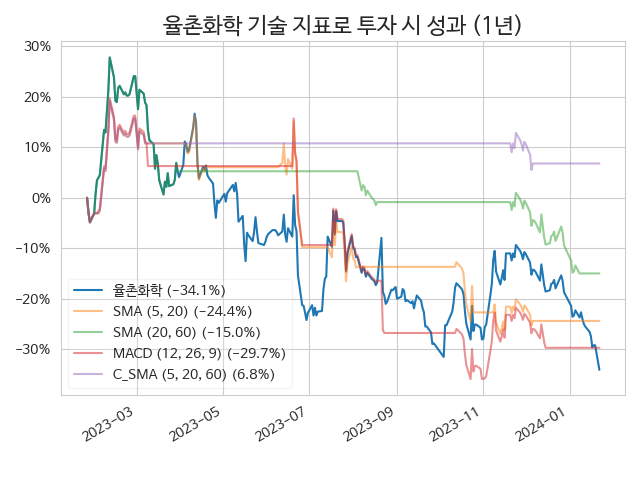 율촌화학 기술 지표로 투자 시 성과 (1년)
30%
20%
10%
0%
−10%
−20%
−30%
율촌화학 (−34.1%)
SMA (5, 20) (−24.4%)
SMA (20, 60) (−15.0%)
MACD (12, 26, 9) (−29.7%)
C_SMA (5, 20, 60) (6.8%)
2023−03
2023−05
2023−07
2023−09
2023−11
2024−01